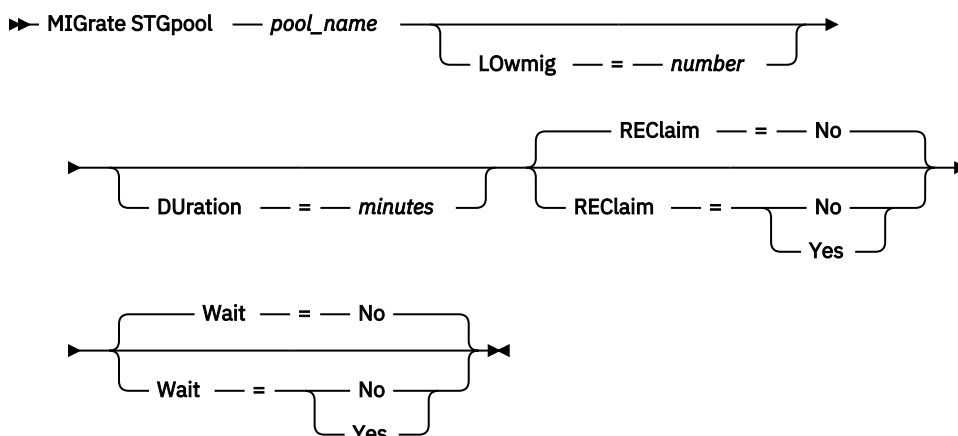 MIGrate STGpool — pool_name
LOwmig — = — number
REClaim — = — No
DUration — = — minutes
REClaim — = — No
Yes
Wait — = — No
Wait — = — No
Yes